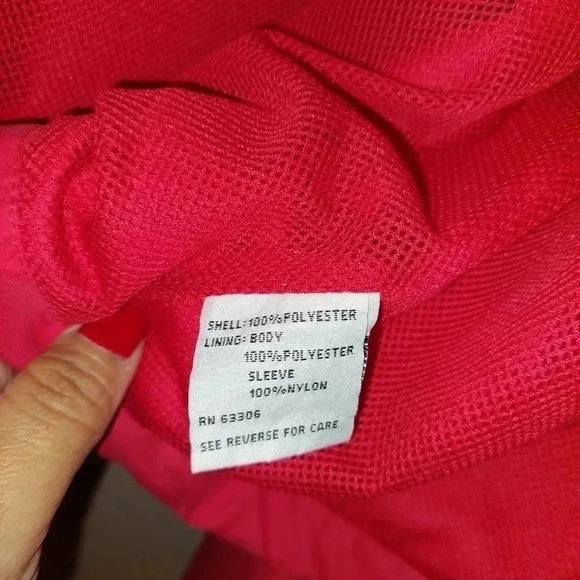 SHELL: 100% POLYESTER
LINING: BODY
100% POLYESTER
SLEEVE
100% NYLON
RN 63306
SEE REVERSE FOR CARE